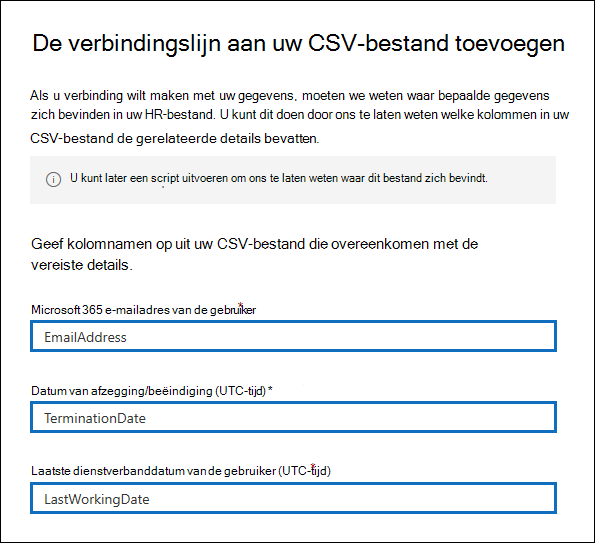 De verbindingslijn aan uw CSV-bestand toevoegen
Als u verbinding wilt maken met uw gegevens, moeten we weten waar bepaalde gegevens
zich bevinden in uw HR-bestand. U kunt dit doen door ons te laten weten welke kolommen in uw
CSV-bestand de gerelateerde details bevatten.
U kunt later een script uitvoeren om ons te laten weten waar dit bestand zich bevindt.
Geef kolomnamen op uit uw CSV-bestand die overeenkomen met de
vereiste details.
Microsoft 365 e-mailadres van de gebruiker*
EmailAddress
Datum van afzegging/beëindiging (UTC-tijd)*
TerminationDate
Laatste dienstverbanddatum van de gebruiker (UTC-tijd)*
LastWorkingDate